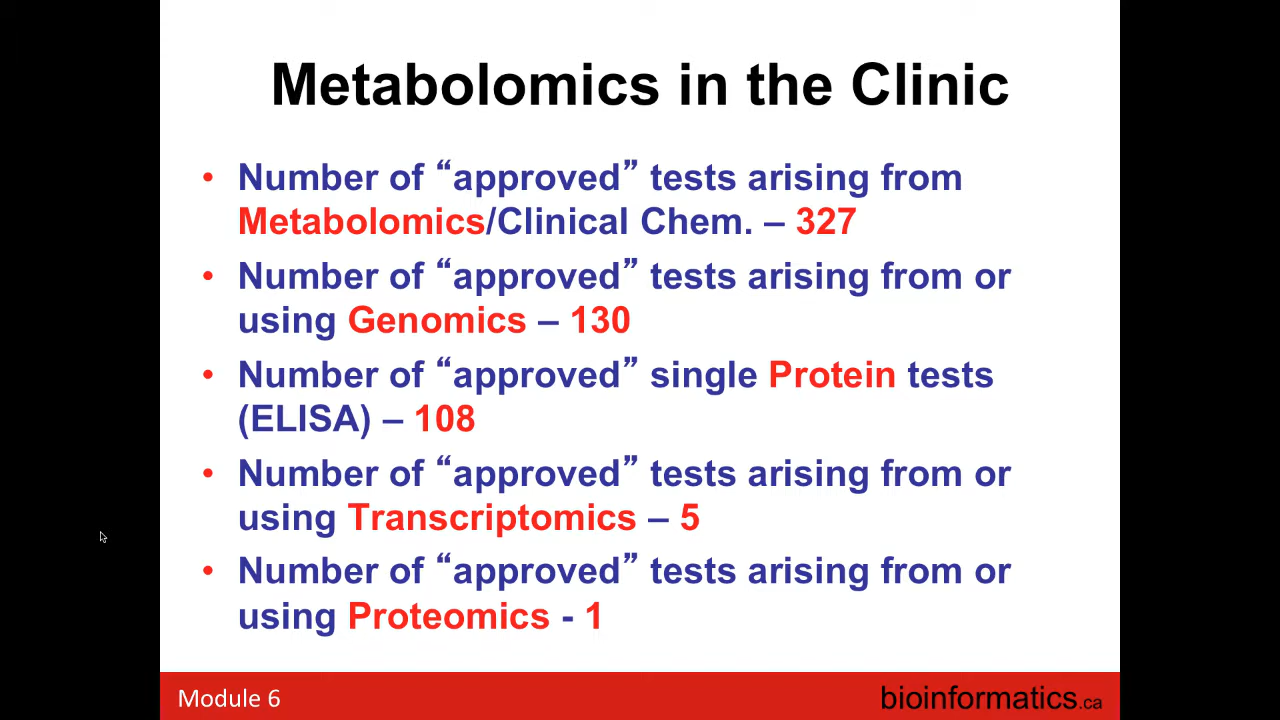 Metabolomics in the Clinic
• Number of “approved” tests arising from
Metabolomics/Clinical Chem. – 327
• Number of “approved” tests arising from or
using Genomics – 130
• Number of “approved” single Protein tests
(ELISA) – 108
• Number of “approved” tests arising from or
using Transcriptomics – 5
• Number of “approved” tests arising from or
using Proteomics - 1
Module 6
bioinformatics.ca